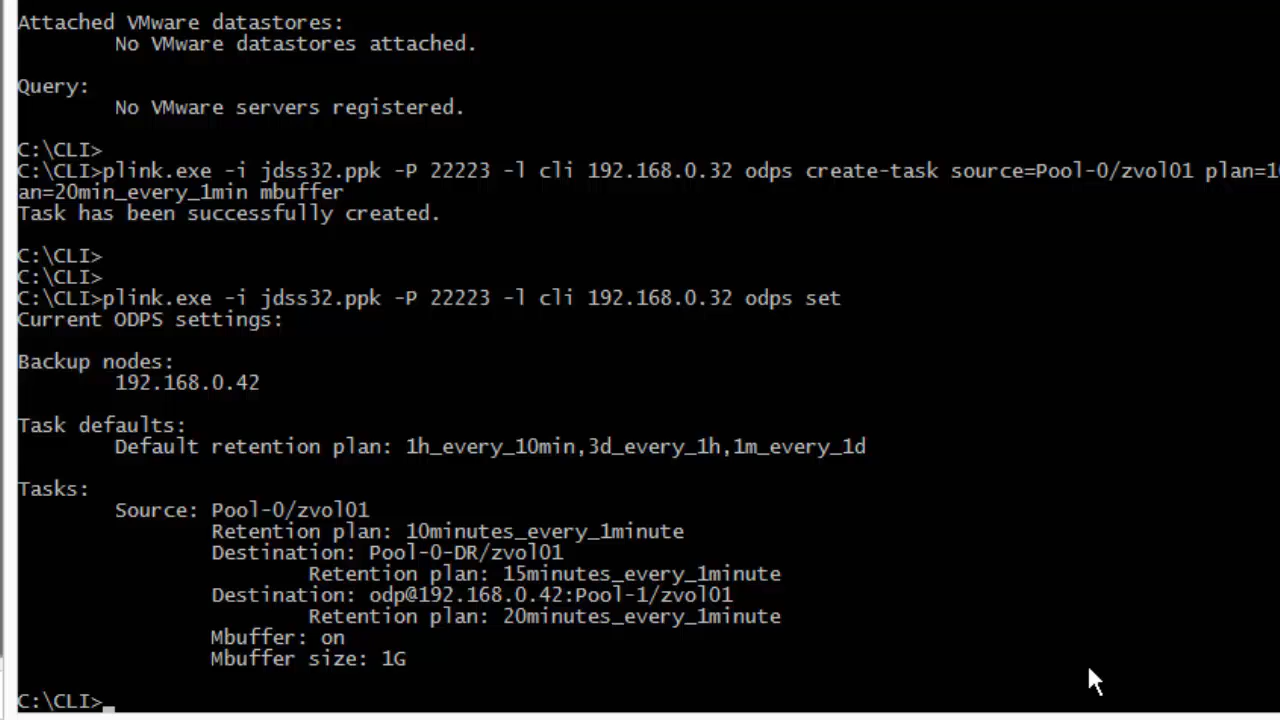 Attached VMware datastores:
No VMware datastores attached.
Query:
No VMware servers registered.
C:\CLI>
C:\CLI>plink.exe -i jdss32.ppk -P 22223 -l cli 192.168.0.32 odps create-task source=Pool-0/zvol01 plan=10
an=20min_every_1min mbuffer
Task has been successfully created.
C:\CLI>
C:\CLI>
C:\CLI>plink.exe -i jdss32.ppk -P 22223 -l cli 192.168.0.32 odps set
Current ODPS settings:
Backup nodes:
192.168.0.42
Task defaults:
Default retention plan: 1h_every_10min,3d_every_1h,1m_every_1d
Tasks:
Source: Pool-0/zvol01
Retention plan: 10minutes_every_1minute
Destination: Pool-0-DR/zvol01
Retention plan: 15minutes_every_1minute
Destination: odp@192.168.0.42:Pool-1/zvol01
Retention plan: 20minutes_every_1minute
Mbuffer: on
Mbuffer size: 1G
C:\CLI>_